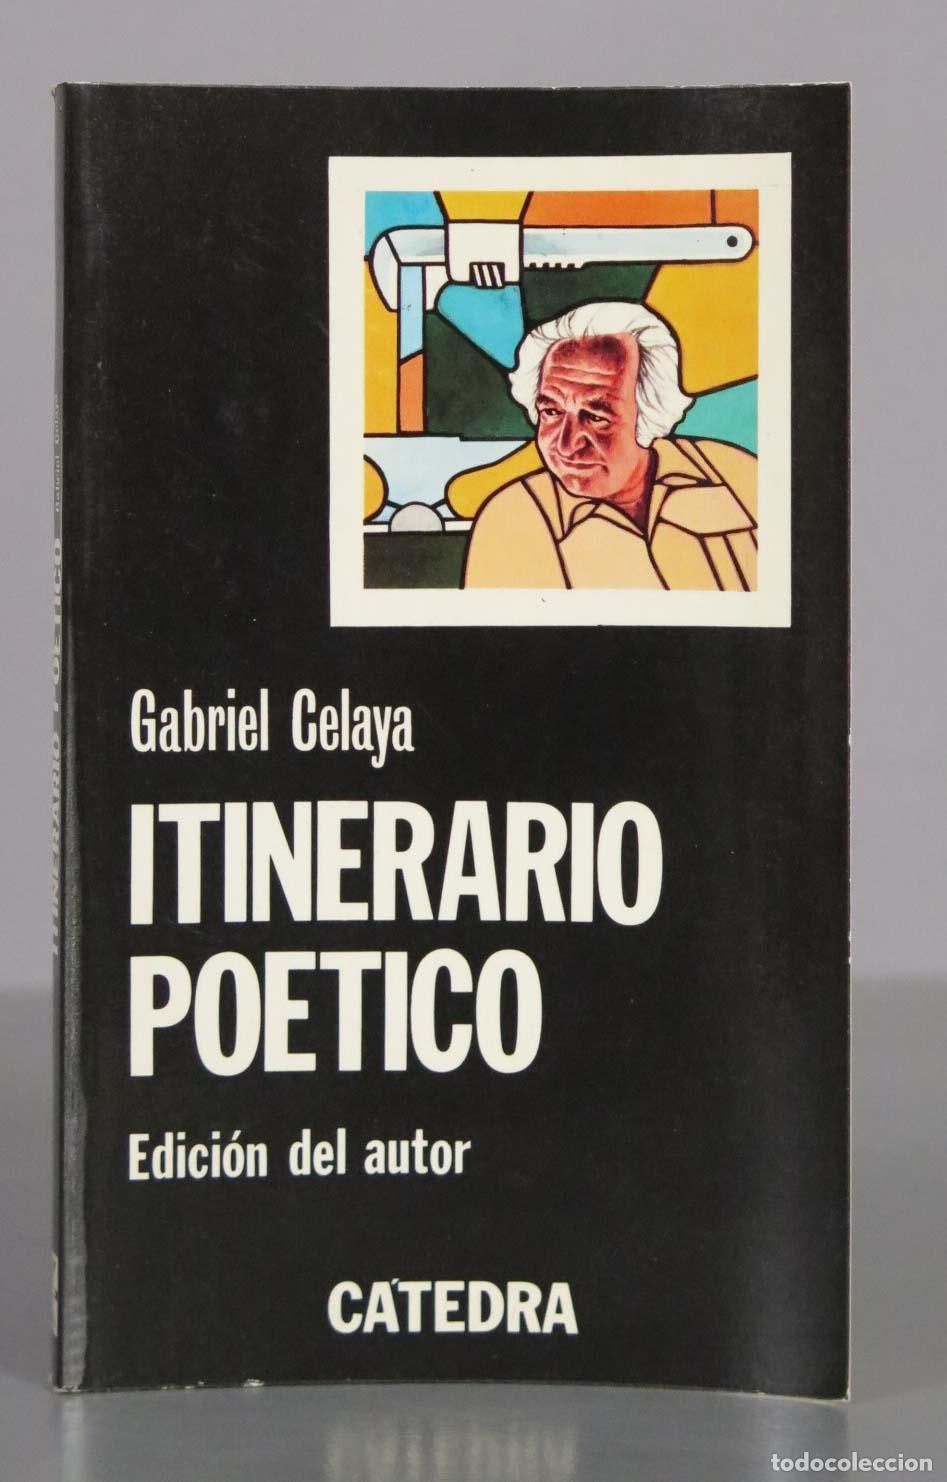 Gabriel Celaya
ITINERARIO
POETICO
Edición del autor
CÁTEDRA
ITINERARIO POETICO Gabriel Celaya
todocoleccion